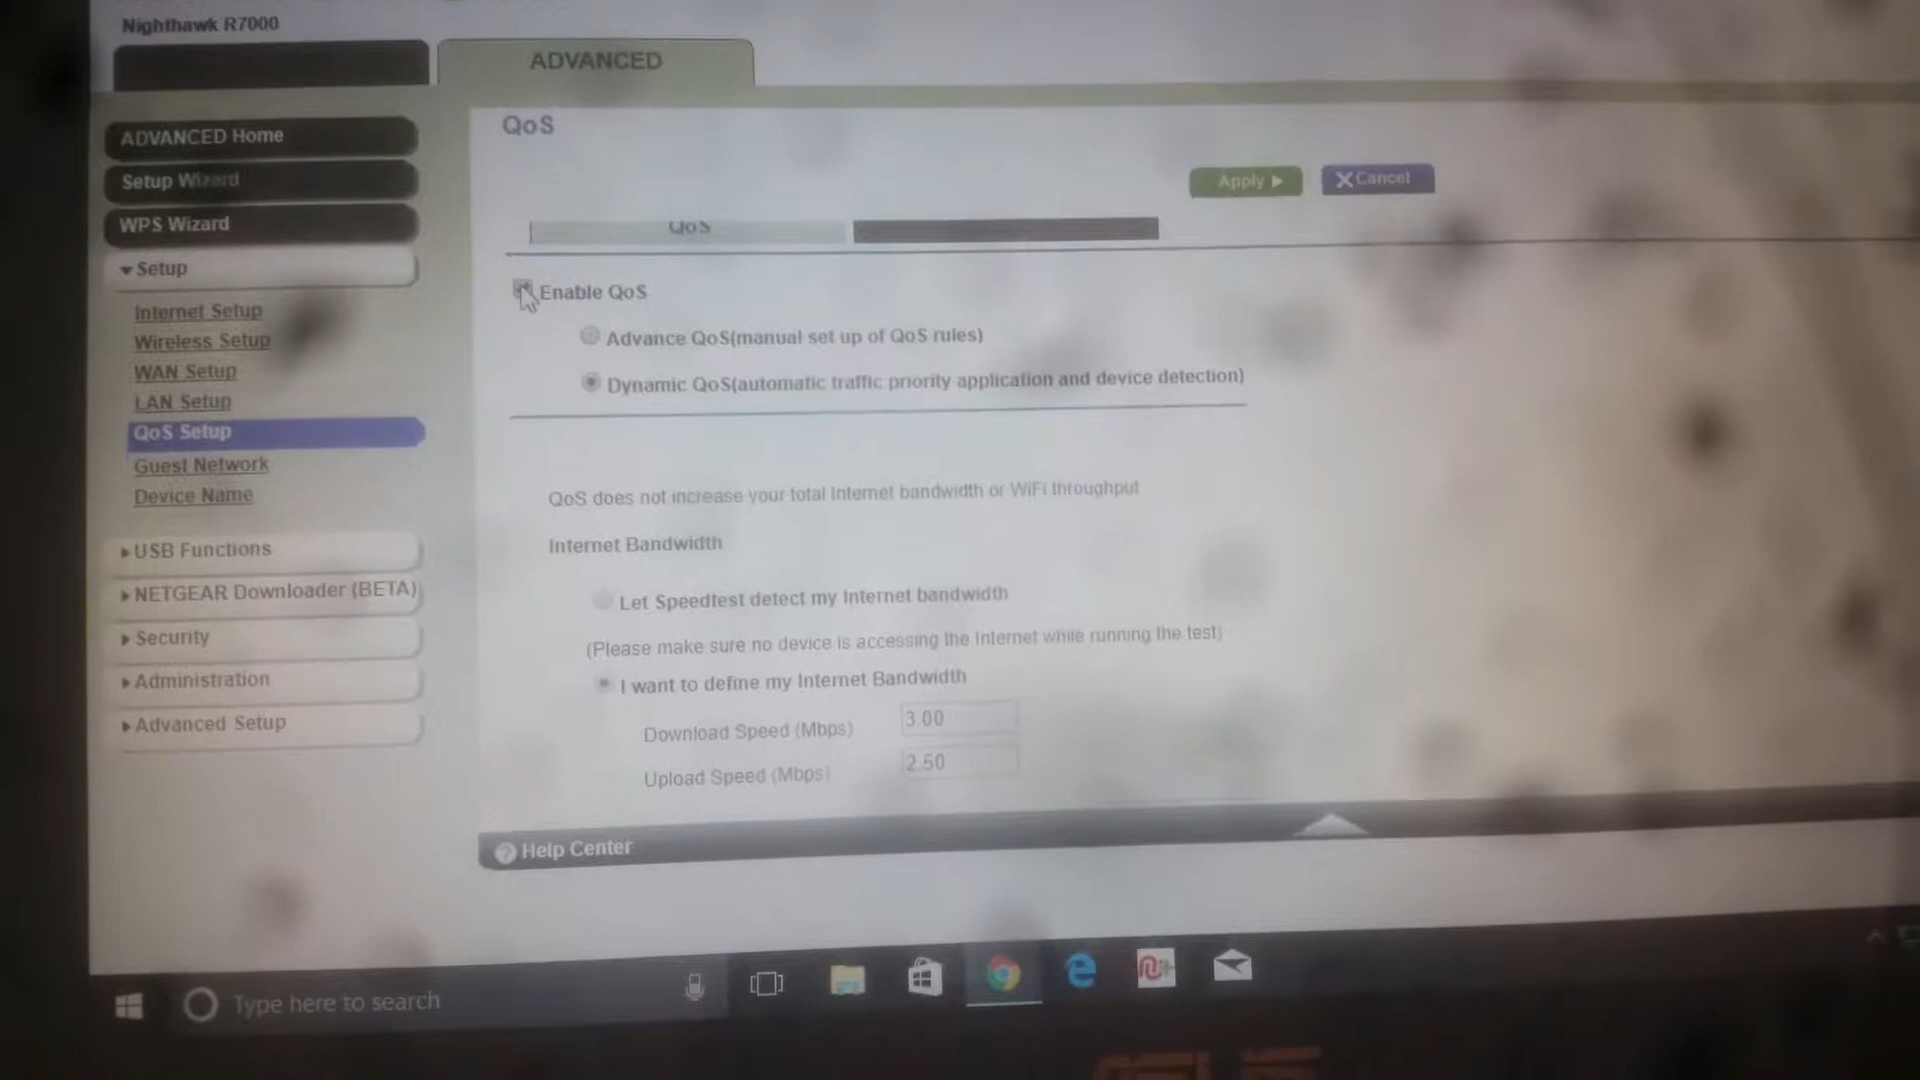 Nighthawk R7000
ADVANCED
ADVANCED Home
Setup Wizard
WPS Wizard
Setup
Internet Setup
Wireless Setup
WAN Setup
LAN Setup
QoS Setup
Guest Network
Device Name
USB Functions
NETGEAR Downloader (BETA)
Security
Administration
Advanced Setup
QoS
Apply
Cancel
QoS
Enable QoS
Advance QoS(manual set up of QoS rules)
Dynamic QoS(automatic traffic priority application and device detection)
QoS does not increase your total Internet bandwidth or WiFi throughput
Internet Bandwidth
Let Speedtest detect my Internet bandwidth
(Please make sure no device is accessing the Internet while running the test)
I want to define my Internet Bandwidth
Download Speed (Mbps) 3.00
Upload Speed (Mbps) 2.50
Help Center
Type here to search